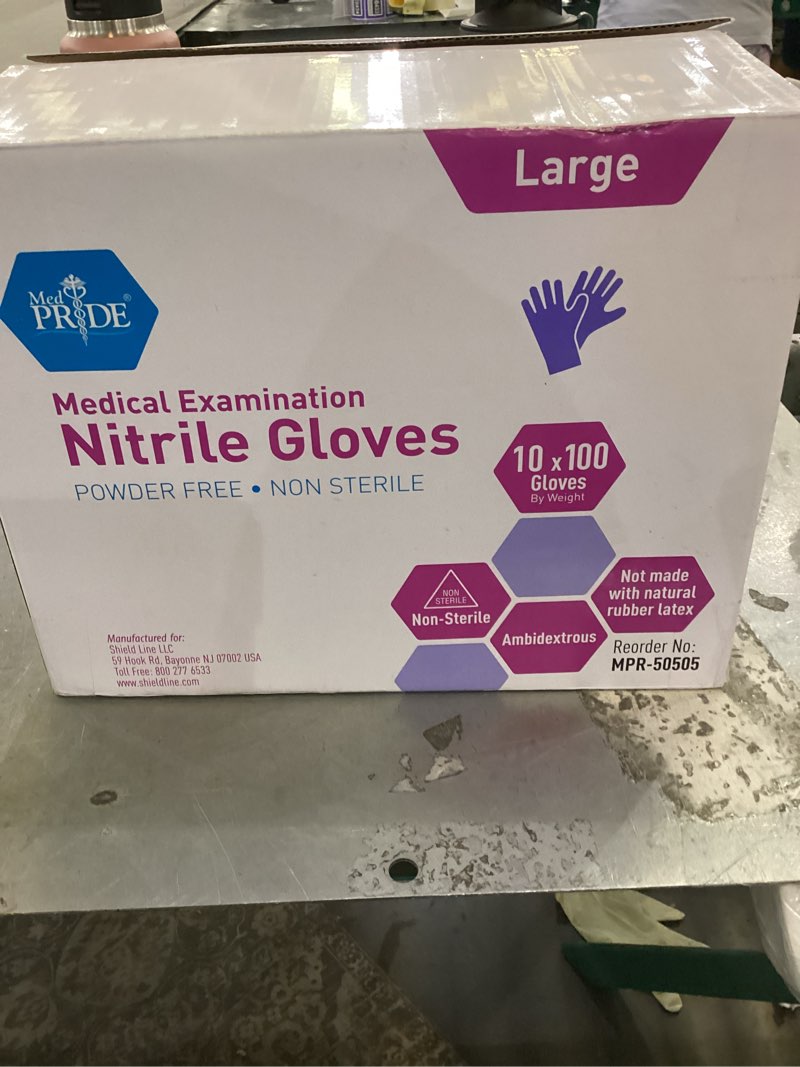 Large
Med
PRIDE®
Medical Examination
Nitrile Gloves
POWDER FREE • NON STERILE
10 x 100
Gloves
By Weight
NON
STERILE
Non-Sterile
Ambidextrous
Not made
with natural
rubber latex
Reorder No:
MPR-50505
Manufactured for:
Shield Line LLC
59 Hook Rd, Bayonne NJ 07002 USA
Toll Free: 800 277 6533
www.shieldline.com